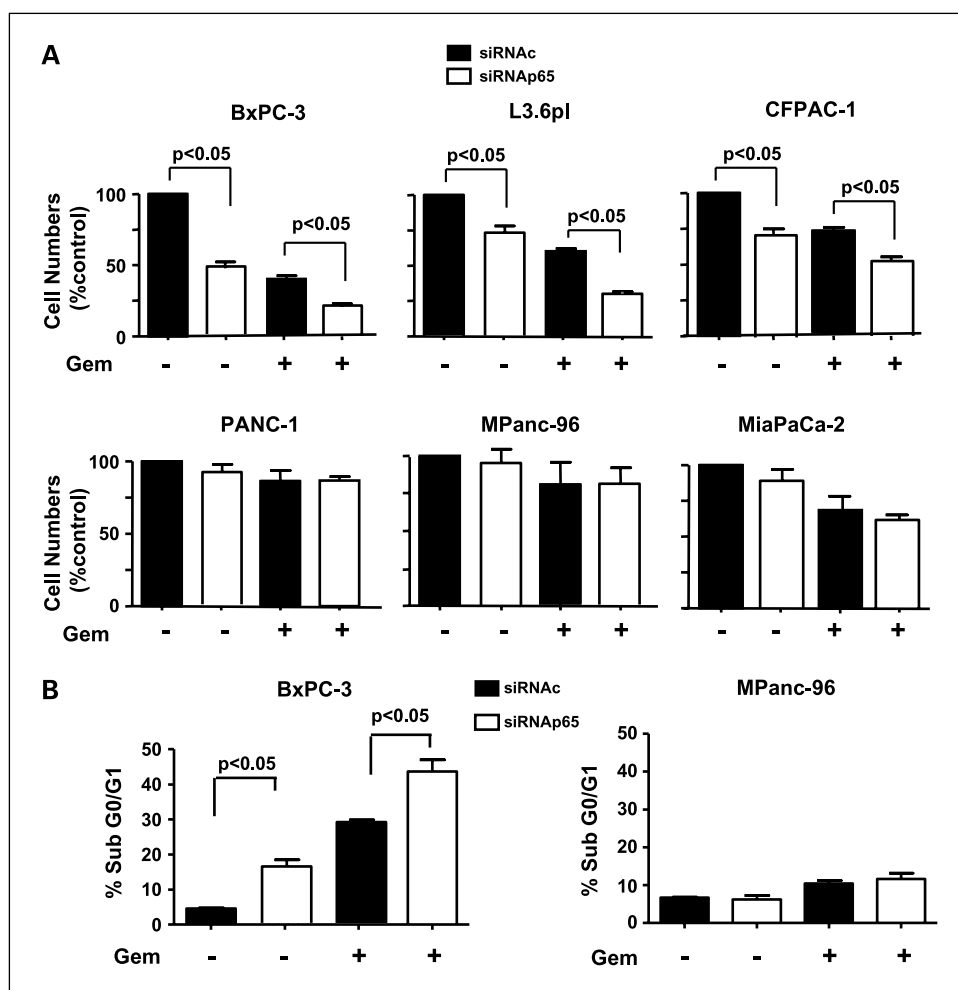 A
siRNAc
siRNAp65
BxPC-3
L3.6pl
CFPAC-1
p<0.05
p<0.05
p<0.05
p<0.05
p<0.05
p<0.05
Cell Numbers
(%control)
100
50
0
Gem
- - + +
- - + +
- - + +
PANC-1
MPanc-96
MiaPaCa-2
Cell Numbers
(%control)
100
50
0
Gem
- - + +
- - + +
- - + +
B
BxPC-3
siRNAc
siRNAp65
MPanc-96
p<0.05
p<0.05
% Sub G0/G1
50
40
30
20
10
0
Gem
- - + +
% Sub G0/G1
50
40
30
20
10
0
Gem
- - + +